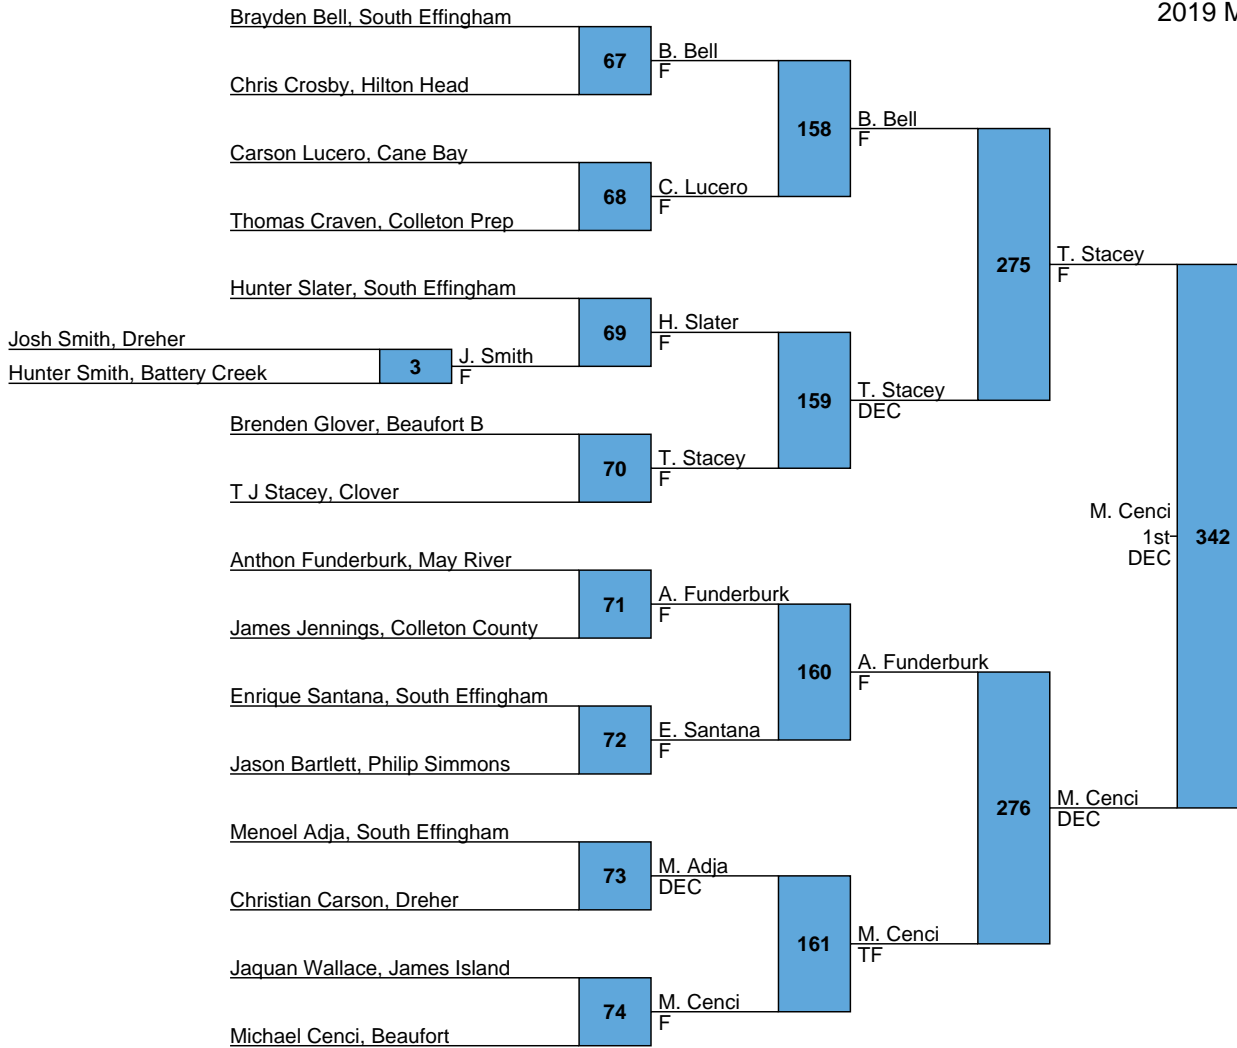 2019 M
Brayden Bell, South Effingham
67
B. Bell
F
Chris Crosby, Hilton Head
158
B. Bell
F
Carson Lucero, Cane Bay
68
C. Lucero
F
Thomas Craven, Colleton Prep
275
T. Stacey
F
Hunter Slater, South Effingham
69
H. Slater
F
Josh Smith, Dreher
3
J. Smith
F
Hunter Smith, Battery Creek
159
T. Stacey
DEC
Brenden Glover, Beaufort B
70
T. Stacey
F
T J Stacey, Clover
M. Cenci
1st
DEC
342
Anthon Funderburk, May River
71
A. Funderburk
F
James Jennings, Colleton County
160
A. Funderburk
F
Enrique Santana, South Effingham
72
E. Santana
F
Jason Bartlett, Philip Simmons
276
M. Cenci
DEC
Menoel Adja, South Effingham
73
M. Adja
DEC
Christian Carson, Dreher
161
M. Cenci
TF
Jaquan Wallace, James Island
74
M. Cenci
F
Michael Cenci, Beaufort